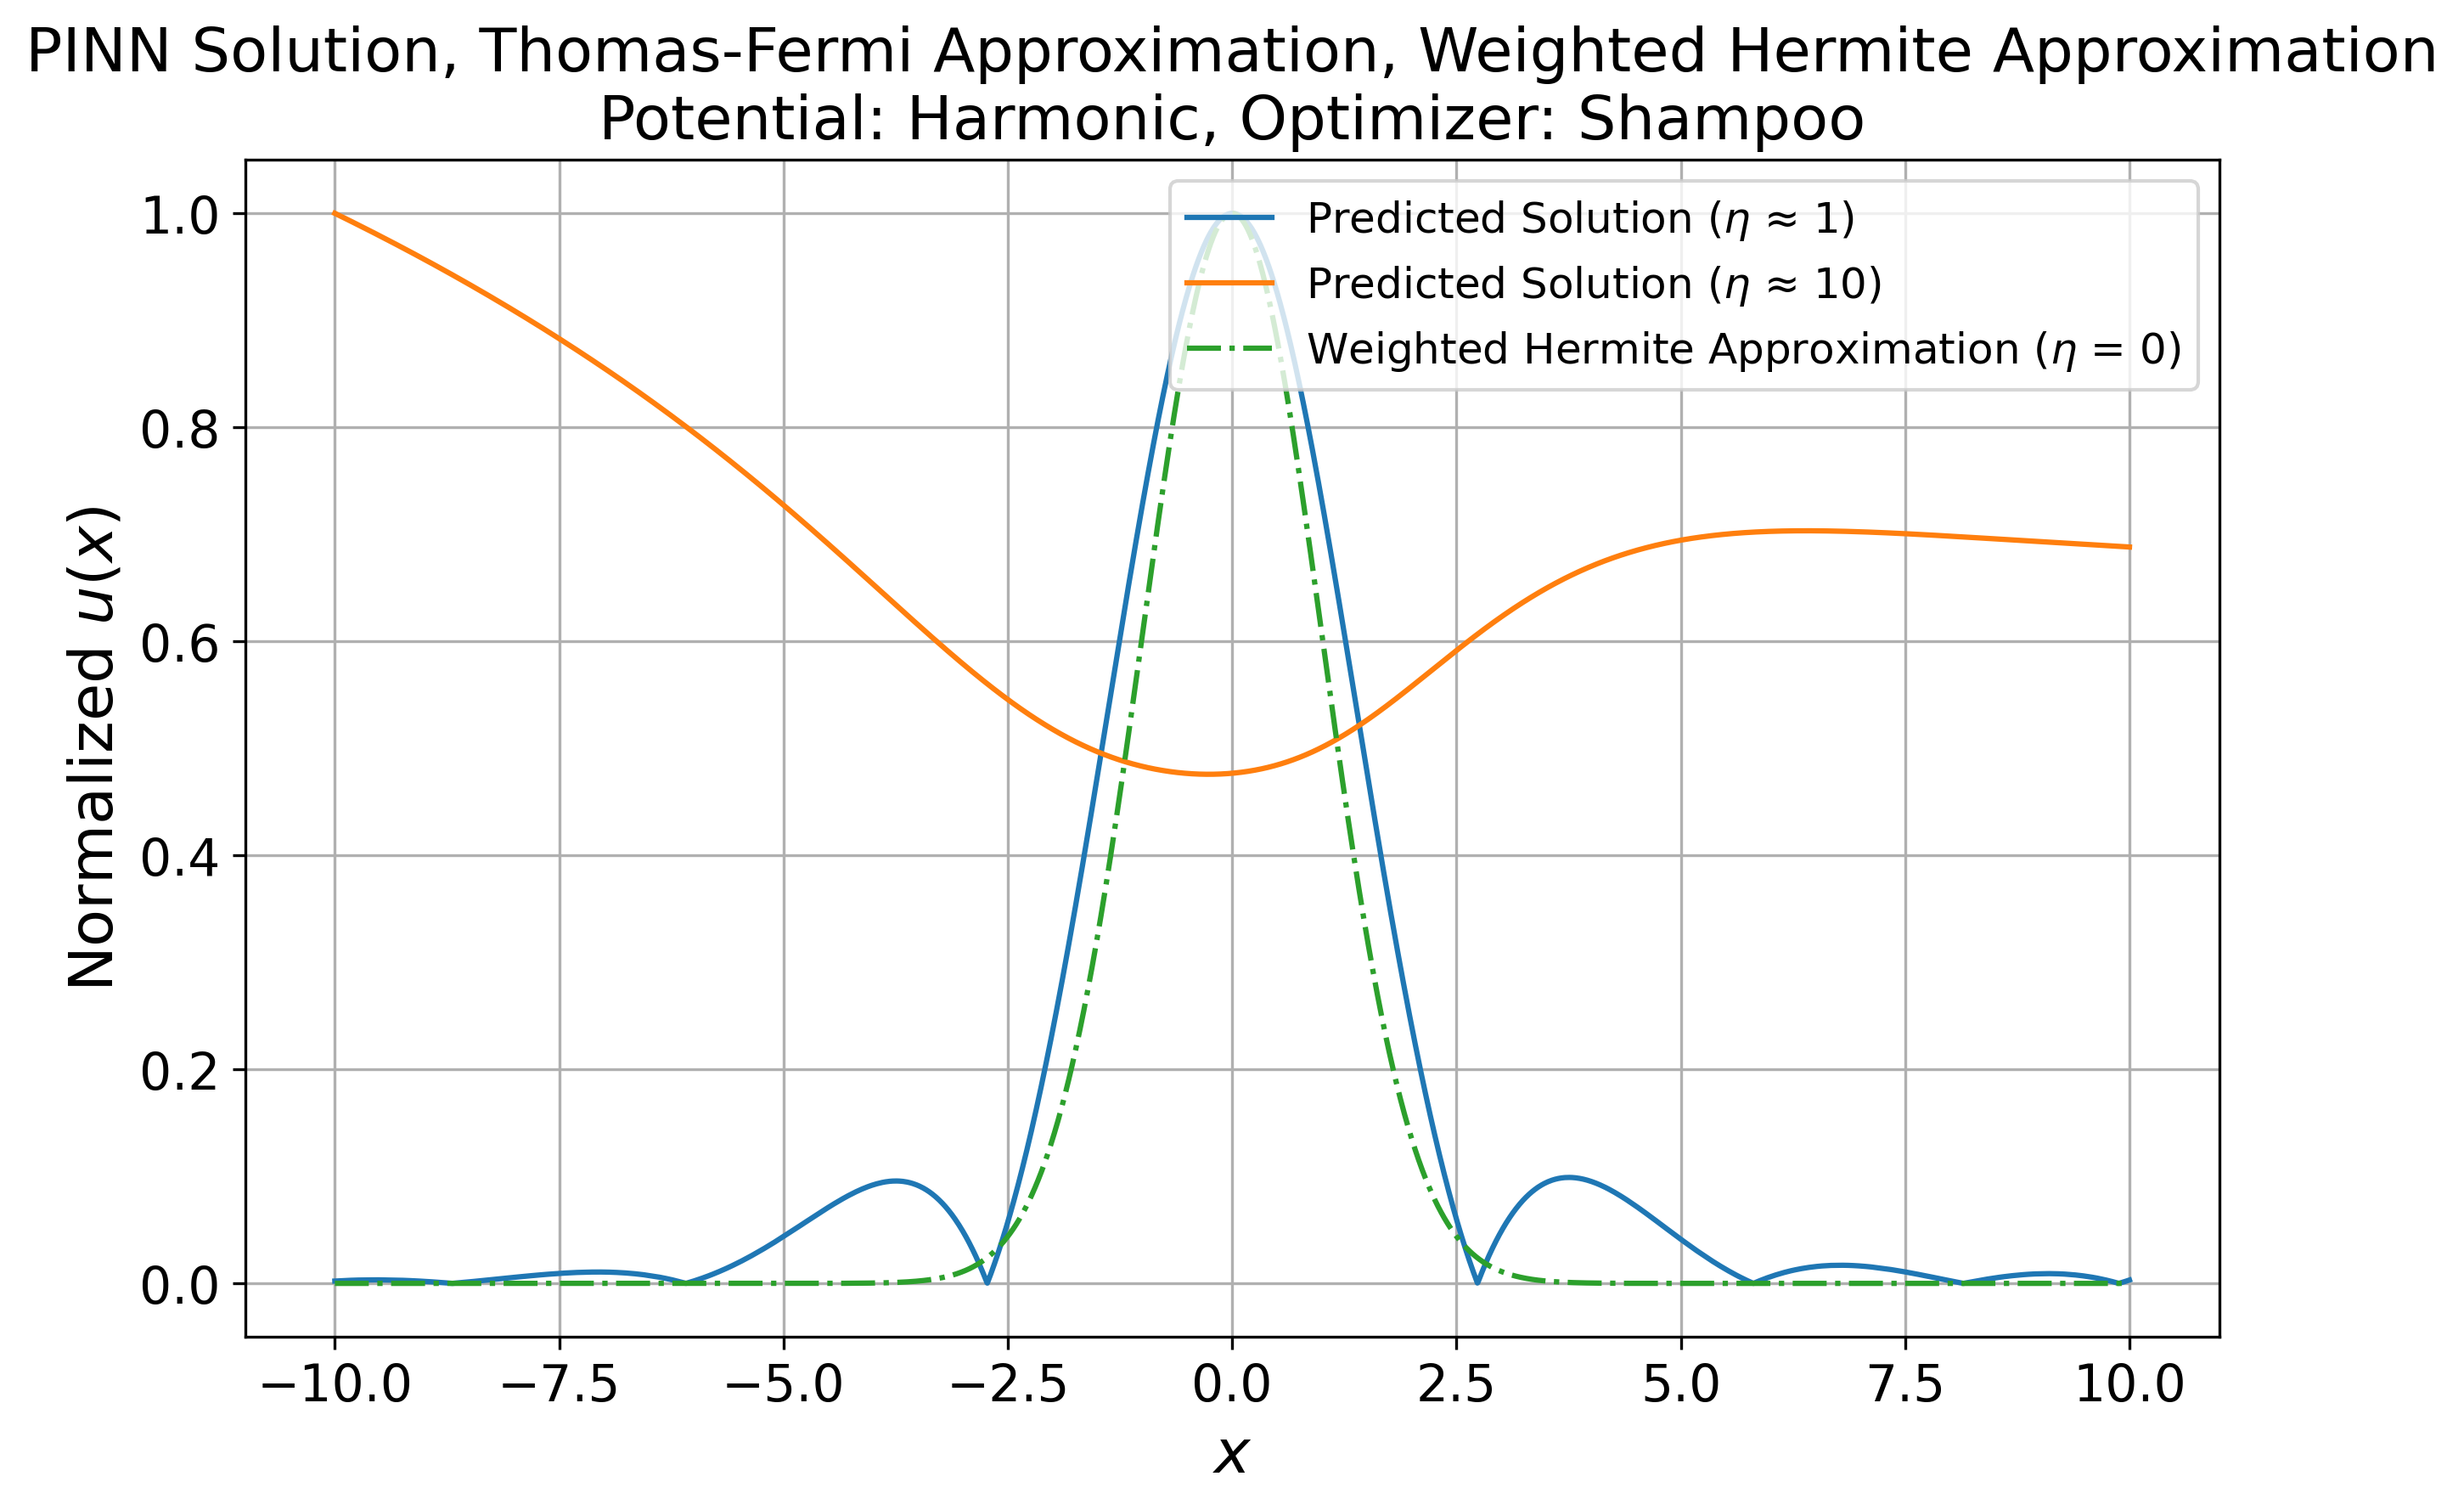 PINN Solution, Thomas-Fermi Approximation, Weighted Hermite Approximation
Potential: Harmonic, Optimizer: Shampoo
Predicted Solution (η ≈ 1)
Predicted Solution (η ≈ 10)
Weighted Hermite Approximation (η = 0)
Normalized u(x)
1.0
0.8
0.6
0.4
0.2
0.0
−10.0 −7.5 −5.0 −2.5 0.0 2.5 5.0 7.5 10.0
x